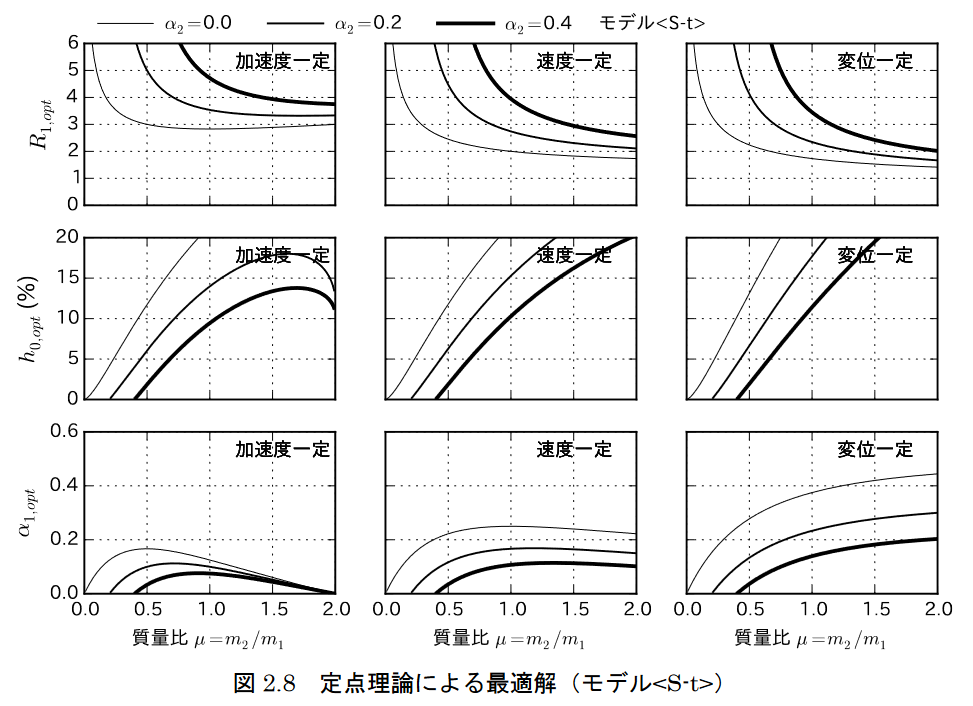 α2=0.0 α2=0.2 α2=0.4 モデル<S-t>
加速度一定 速度一定 変位一定
R1,opt
6
5
4
3
2
1
0
加速度一定 速度一定 変位一定
h0,opt (%)
20
15
10
5
0
加速度一定 速度一定 変位一定
α1,opt
0.6
0.4
0.2
0.0
0.0 0.5 1.0 1.5 2.0 0.0 0.5 1.0 1.5 2.0 0.0 0.5 1.0 1.5 2.0
質量比 μ=m2/m1 質量比 μ=m2/m1 質量比 μ=m2/m1
図 2.8 定点理論による最適解（モデル<S-t>）